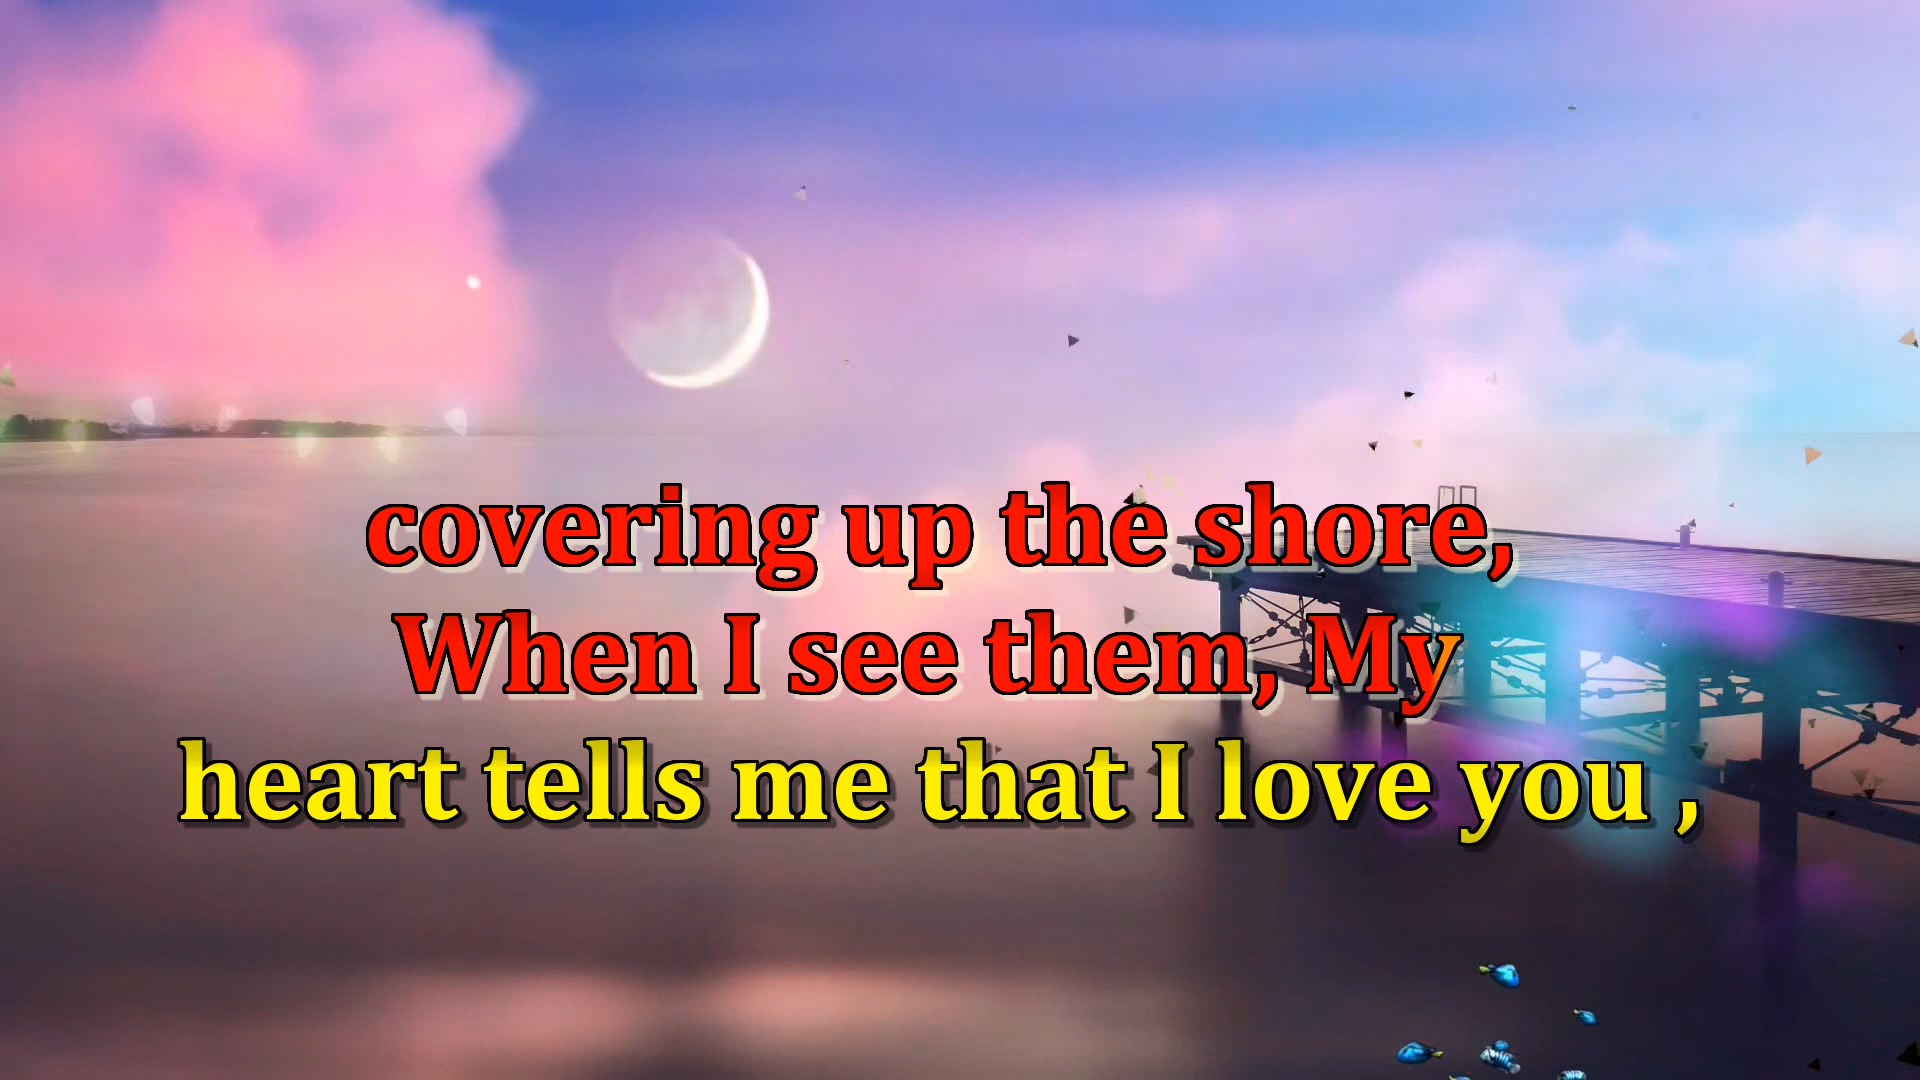 covering up the shore,
When I see them, My
heart tells me that I love you ,